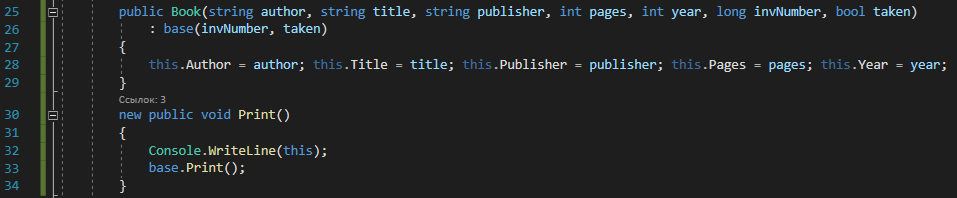 25 public Book(string author, string title, string publisher, int pages, int year, long invNumber, bool taken)
26 : base(invNumber, taken)
27 {
28 this.Author = author; this.Title = title; this.Publisher = publisher; this.Pages = pages; this.Year = year;
29 }
Ссылок: 3
30 new public void Print()
31 {
32 Console.WriteLine(this);
33 base.Print();
34 }